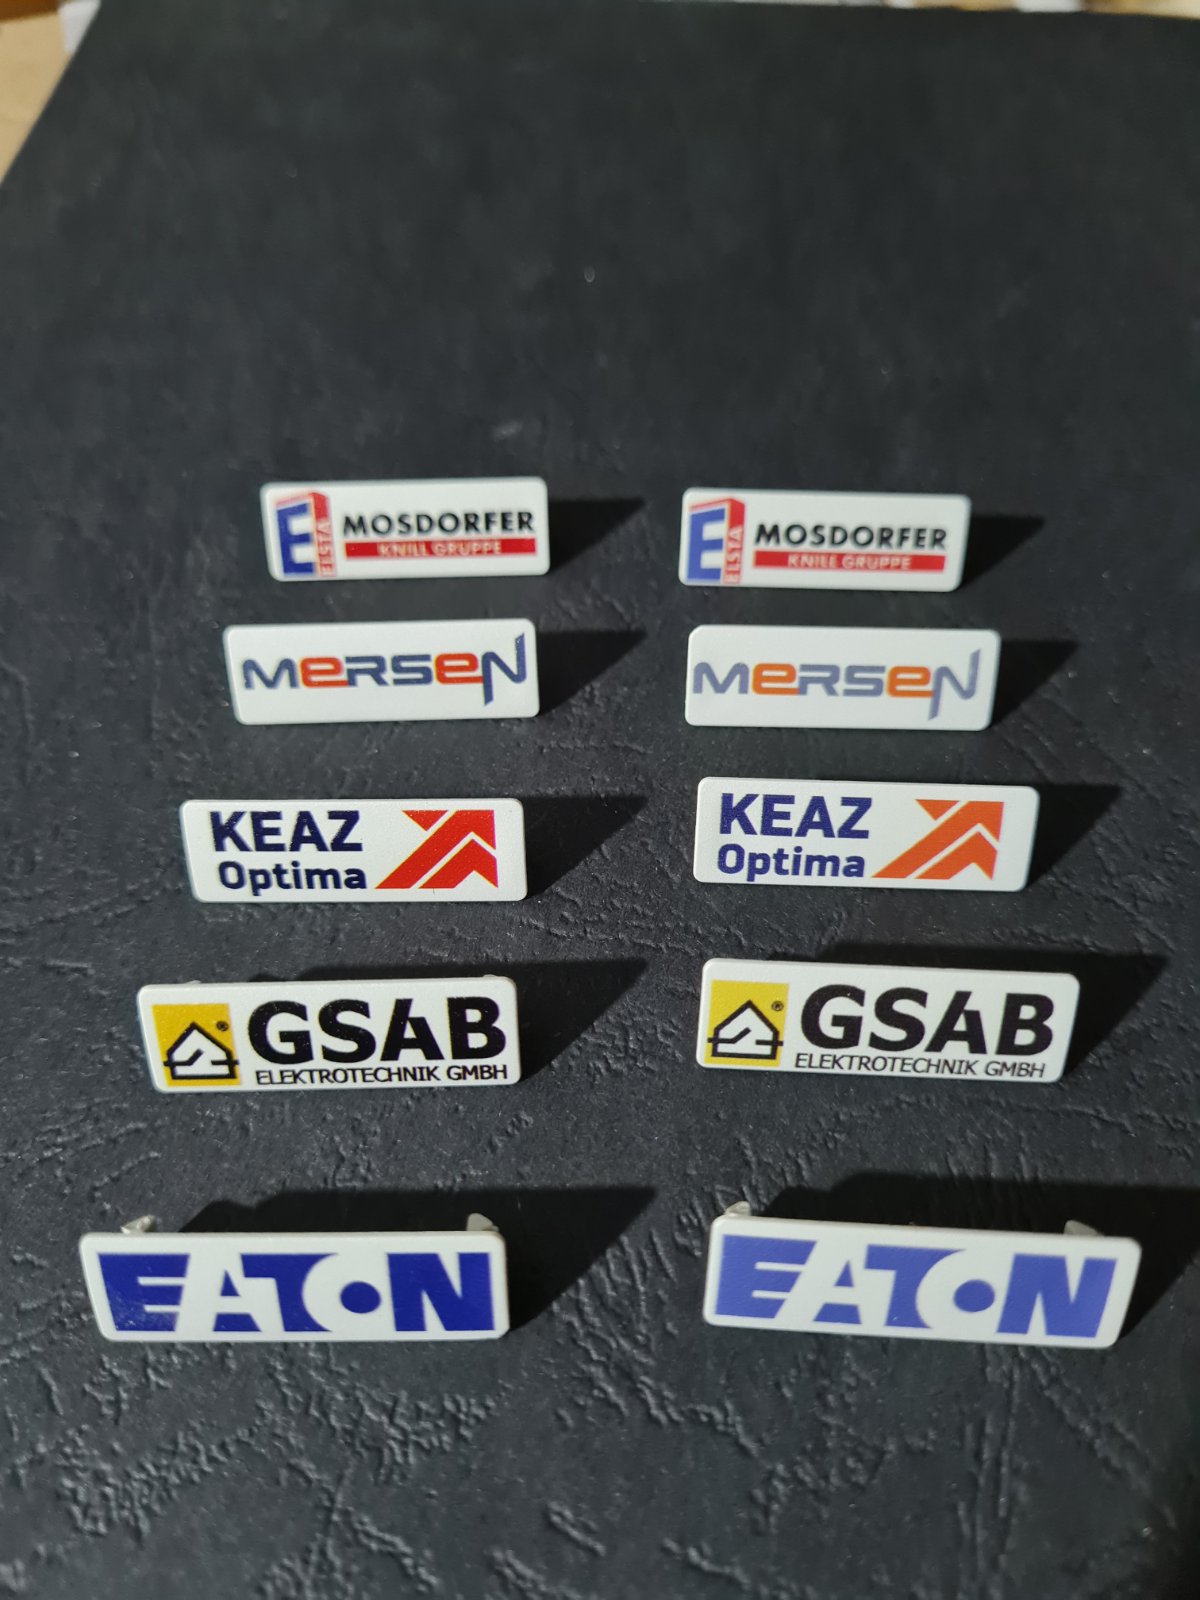 E ELSTA MOSDORFER
KNILL GRUPPE
E ELSTA MOSDORFER
KNILL GRUPPE
MeRSeN
MeRSeN
KEAZ
Optima
KEAZ
Optima
® GSAB
ELEKTROTECHNIK GMBH
® GSAB
ELEKTROTECHNIK GMBH
EATON
EATON